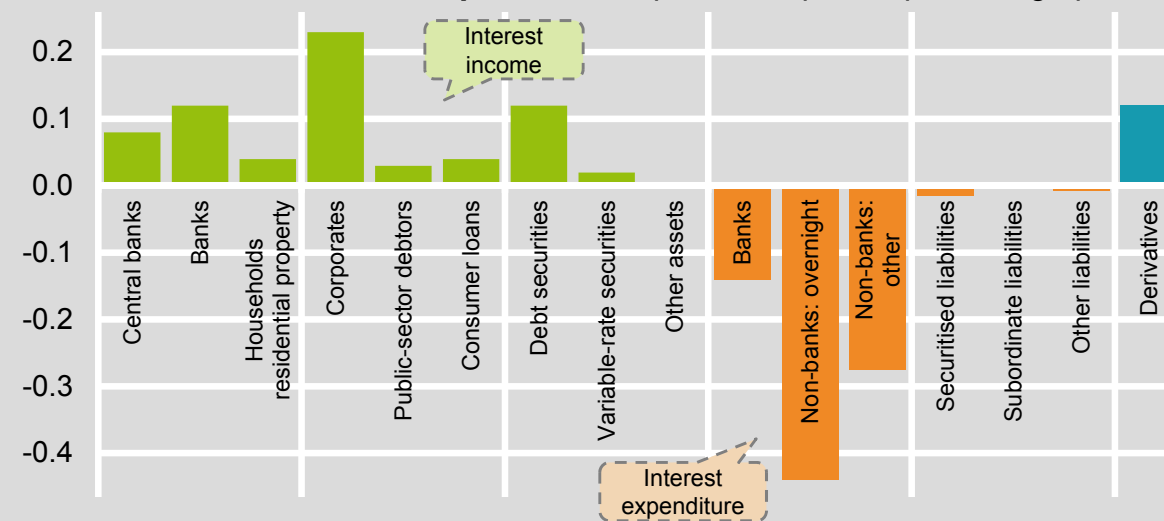 0.2
0.1
0.0
-0.1
-0.2
-0.3
-0.4
Interest
income
Central banks
Banks
Households
residential property
Corporates
Public-sector debtors
Consumer loans
Debt securities
Variable-rate securities
Other assets
Banks
Non-banks: overnight
Non-banks:
other
Securitised liabilities
Subordinate liabilities
Other liabilities
Derivatives
Interest
expenditure